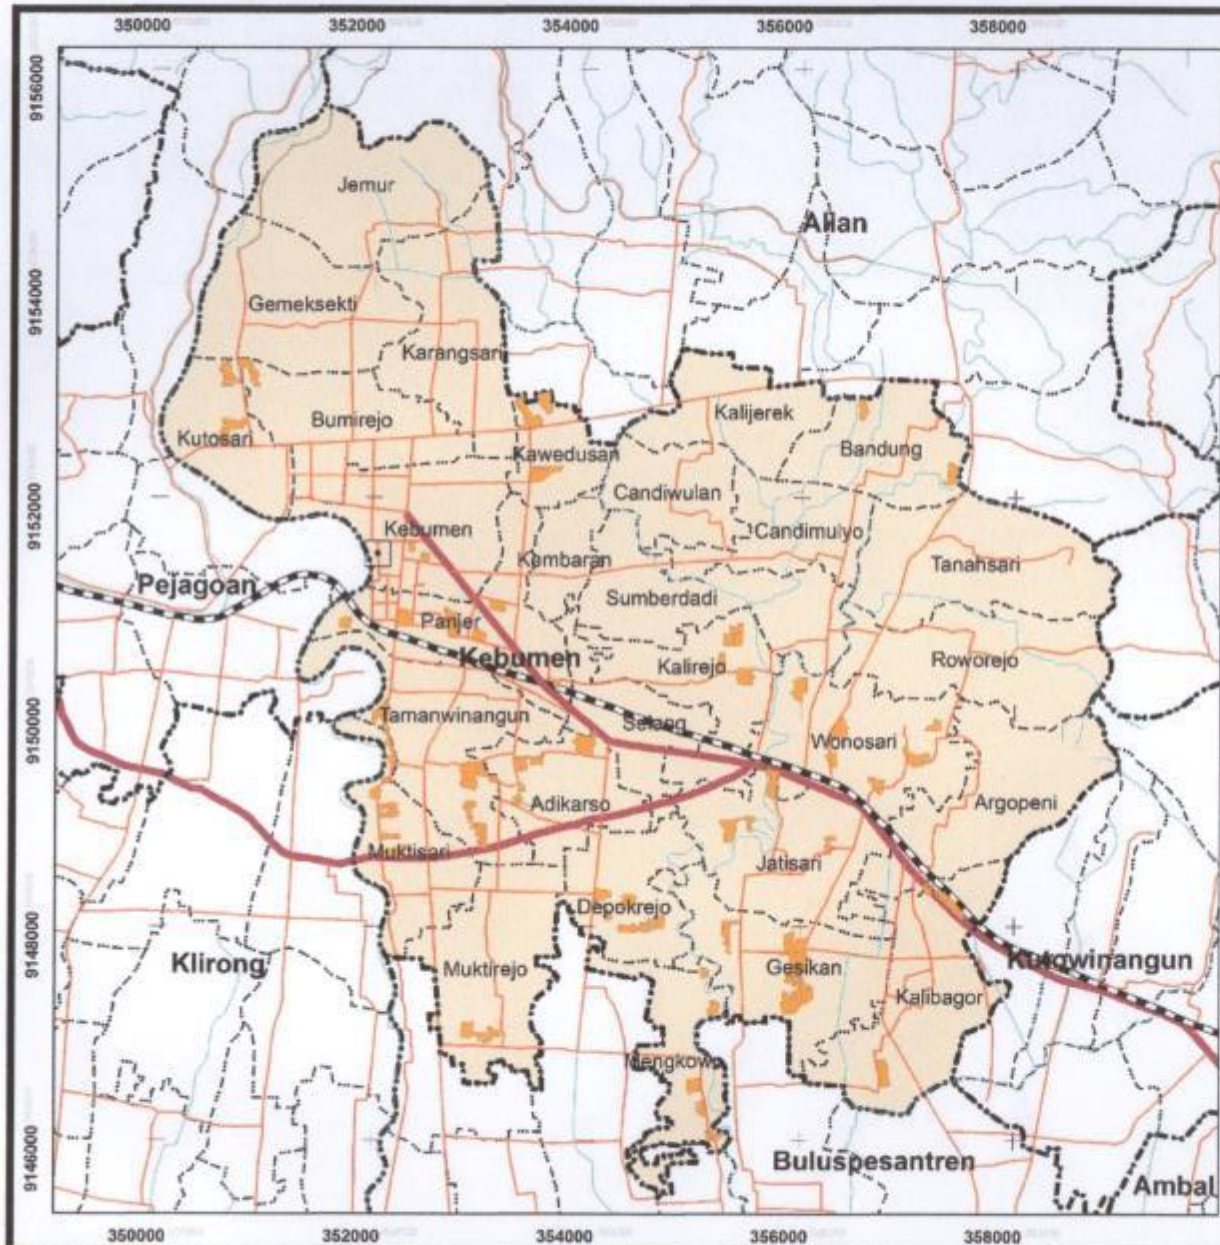 350000 352000 354000 356000 358000
9156000
Jemur
Alian
9154000
Gemeksekti
Karangsari
Kalijerek
Bumirejo
Kutosari
Bandung
Kawedusan
Candiwulan
9152000
Kebumen
Candimulyo
Kembaran
Tanahsari
Pejagoan
Sumberdadi
Panjer
Kebumen
Kalirejo
Roworejo
Tamanwinangun
Selang
9150000
Wonosari
Adikarso
Argopeni
Muktisari
Jatisari
Depokrejo
9148000
Klirong
Muktirejo
Gesikan
Kutowinangun
Kalibagor
Mengkowo
9146000
Buluspesantren
Ambal
350000 352000 354000 356000 358000